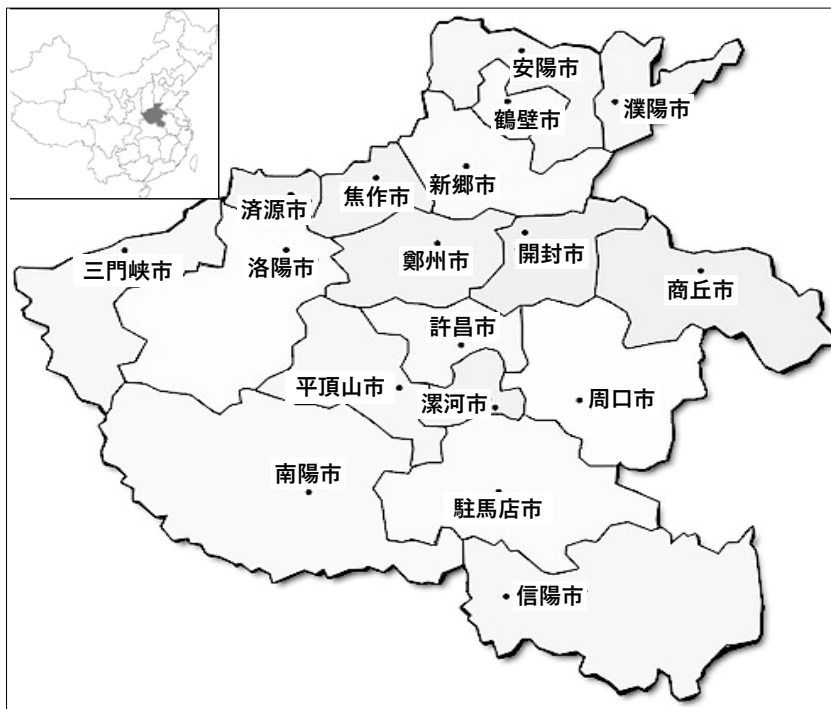 安陽市
濮陽市
鶴壁市
新郷市
焦作市
済源市
三門峡市
洛陽市
鄭州市
開封市
商丘市
許昌市
平頂山市
漯河市
周口市
南陽市
駐馬店市
信陽市